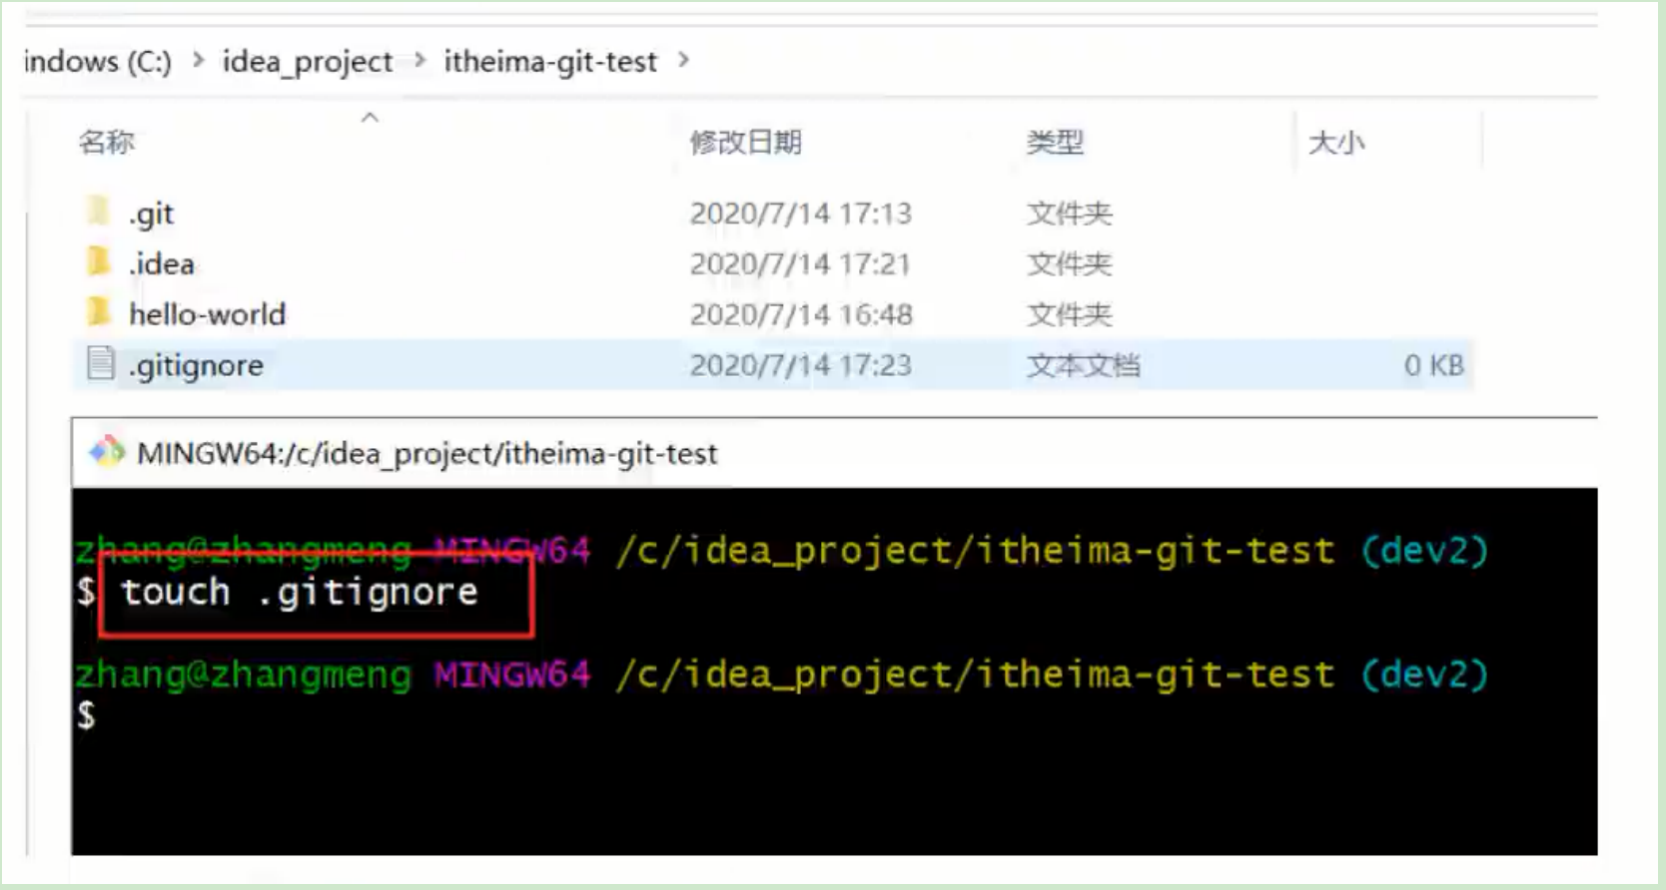 indows (C:) > idea_project > itheima-git-test >
名称 修改日期 类型 大小
.git 2020/7/14 17:13 文件夹
.idea 2020/7/14 17:21 文件夹
hello-world 2020/7/14 16:48 文件夹
.gitignore 2020/7/14 17:23 文本文档 0 KB
MINGW64:/c/idea_project/itheima-git-test
zhang@zhangmeng MINGW64 /c/idea_project/itheima-git-test (dev2)
$ touch .gitignore
zhang@zhangmeng MINGW64 /c/idea_project/itheima-git-test (dev2)
$